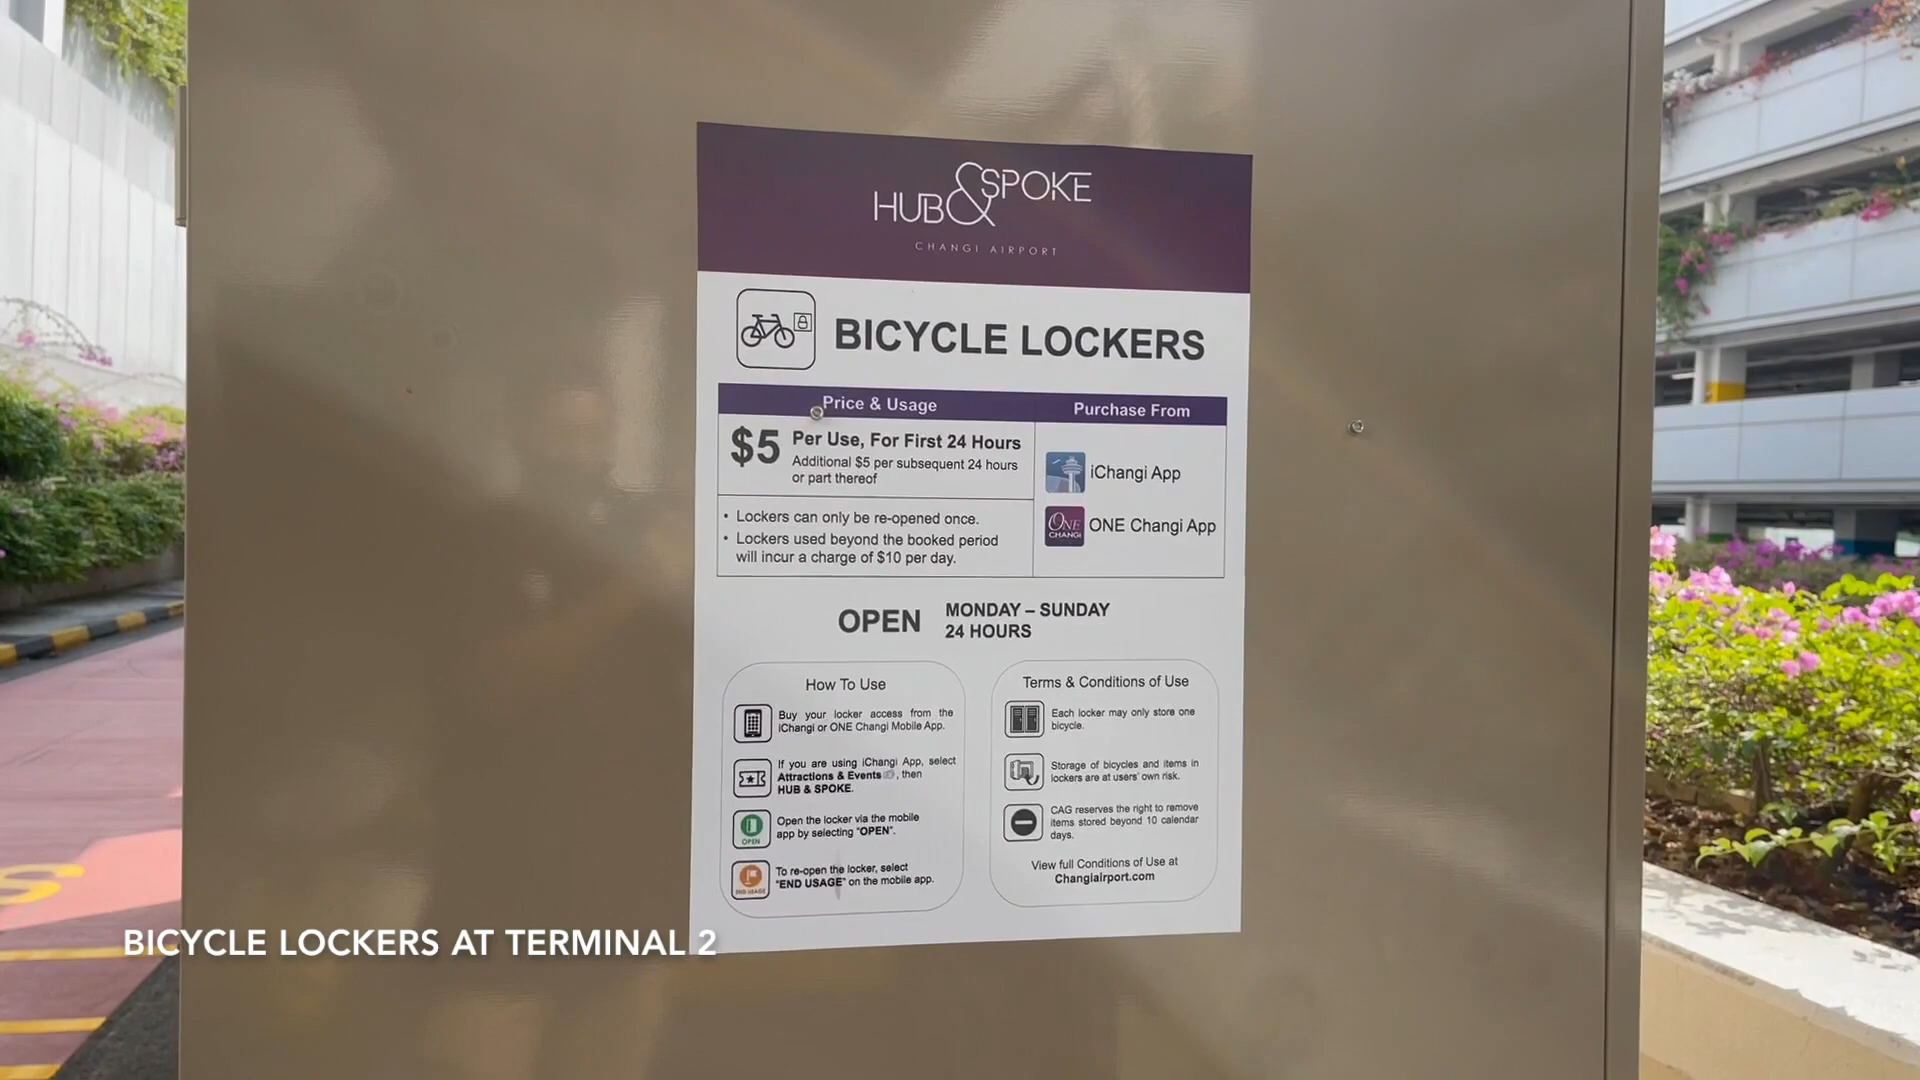 HUB & SPOKE
CHANGI AIRPORT
BICYCLE LOCKERS
Price & Usage
$5
Per Use, For First 24 Hours
Additional $5 per subsequent 24 hours
or part thereof
• Lockers can only be re-opened once.
• Lockers used beyond the booked period
will incur a charge of $10 per day.
Purchase From
iChangi App
ONE
CHANGI
ONE Changi App
OPEN
MONDAY – SUNDAY
24 HOURS
How To Use
Buy your locker access from the
iChangi or ONE Changi Mobile App.
If you are using iChangi App, select
Attractions & Events , then
HUB & SPOKE.
OPEN
Open the locker via the mobile
app by selecting "OPEN".
END USAGE
To re-open the locker, select
"END USAGE" on the mobile app.
Terms & Conditions of Use
Each locker may only store one
bicycle.
Storage of bicycles and items in
lockers are at users' own risk.
CAG reserves the right to remove
items stored beyond 10 calendar
days.
View full Conditions of Use at
Changiairport.com
S
BICYCLE LOCKERS AT TERMINAL 2